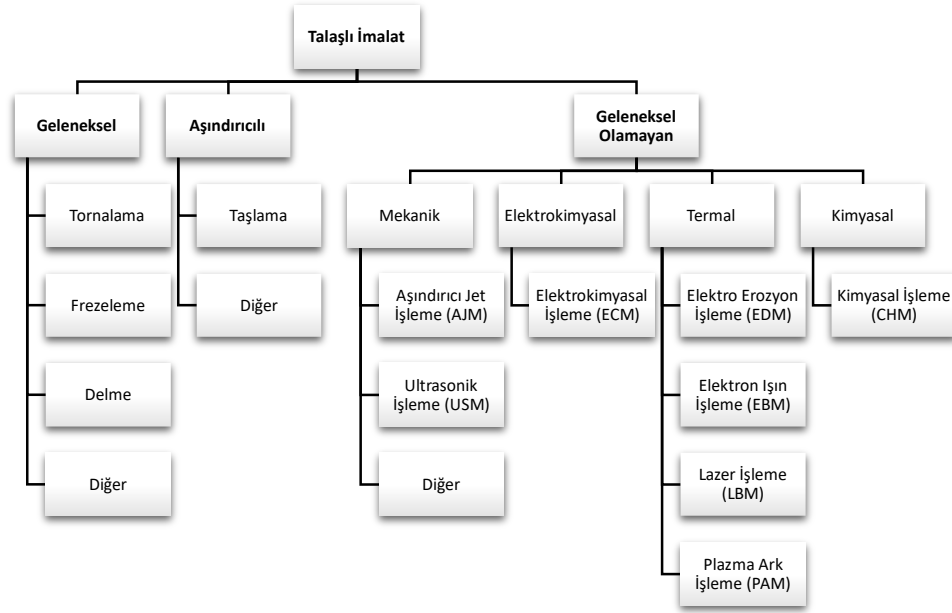 Talaşlı İmalat
Geleneksel
Aşındırıcılı
Geleneksel
Olamayan
Tornalama
Frezeleme
Delme
Diğer
Taşlama
Diğer
Mekanik
Elektrokimyasal
Termal
Kimyasal
Aşındırıcı Jet
İşleme (AJM)
Ultrasonik
İşleme (USM)
Diğer
Elektrokimyasal
İşleme (ECM)
Elektro Erozyon
İşleme (EDM)
Elektron Işın
İşleme (EBM)
Lazer İşleme
(LBM)
Plazma Ark
İşleme (PAM)
Kimyasal İşleme
(CHM)